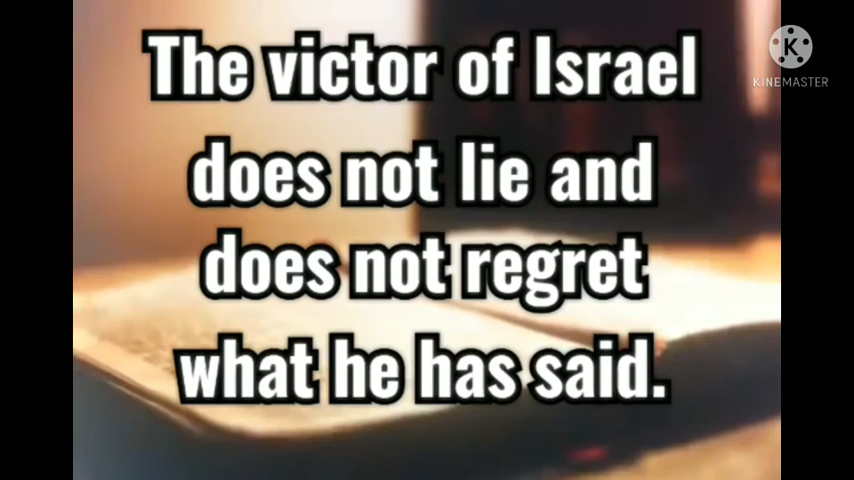 The victor of Israel
does not lie and
does not regret
what he has said.
K
KINEMASTER